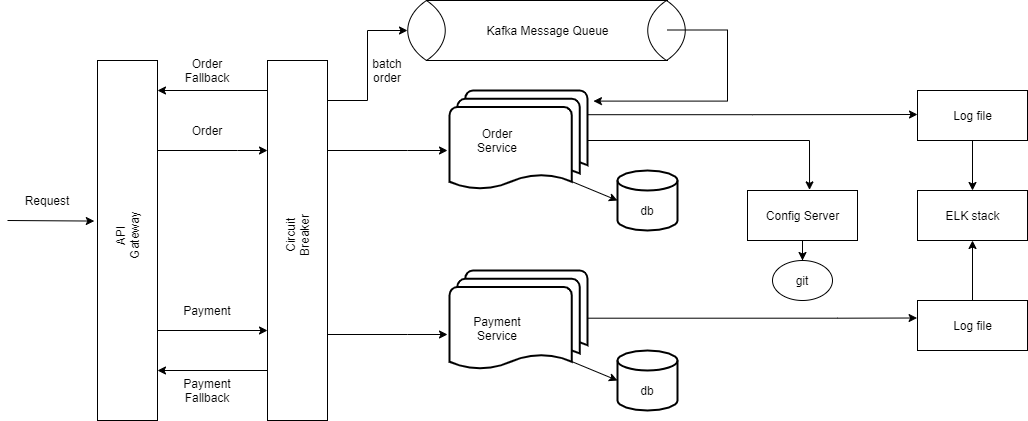 Kafka Message Queue
batch
order
Order
Fallback
Order
Request
API
Gateway
Circuit
Breaker
Order
Service
db
Log file
Config Server
ELK stack
git
Payment
Payment
Fallback
Payment
Service
db
Log file